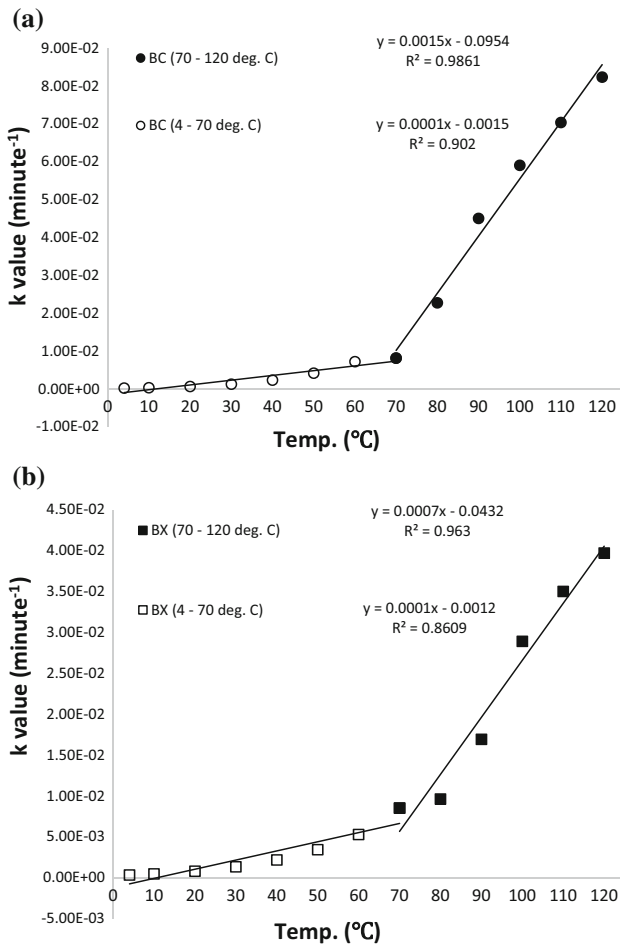 (a)
9.00E-02
8.00E-02
7.00E-02
6.00E-02
5.00E-02
4.00E-02
3.00E-02
2.00E-02
1.00E-02
0.00E+00
-1.00E-02
k value (minute⁻¹)
BC (70 - 120 deg. C)
y = 0.0015x - 0.0954
R² = 0.9861
BC (4 - 70 deg. C)
y = 0.0001x - 0.0015
R² = 0.902
0 10 20 30 40 50 60 70 80 90 100 110 120
Temp. (℃)
(b)
4.50E-02
4.00E-02
3.50E-02
3.00E-02
2.50E-02
2.00E-02
1.50E-02
1.00E-02
5.00E-03
0.00E+00
-5.00E-03
k value (minute⁻¹)
BX (70 - 120 deg. C)
y = 0.0007x - 0.0432
R² = 0.963
BX (4 - 70 deg. C)
y = 0.0001x - 0.0012
R² = 0.8609
0 10 20 30 40 50 60 70 80 90 100 110 120
Temp. (℃)